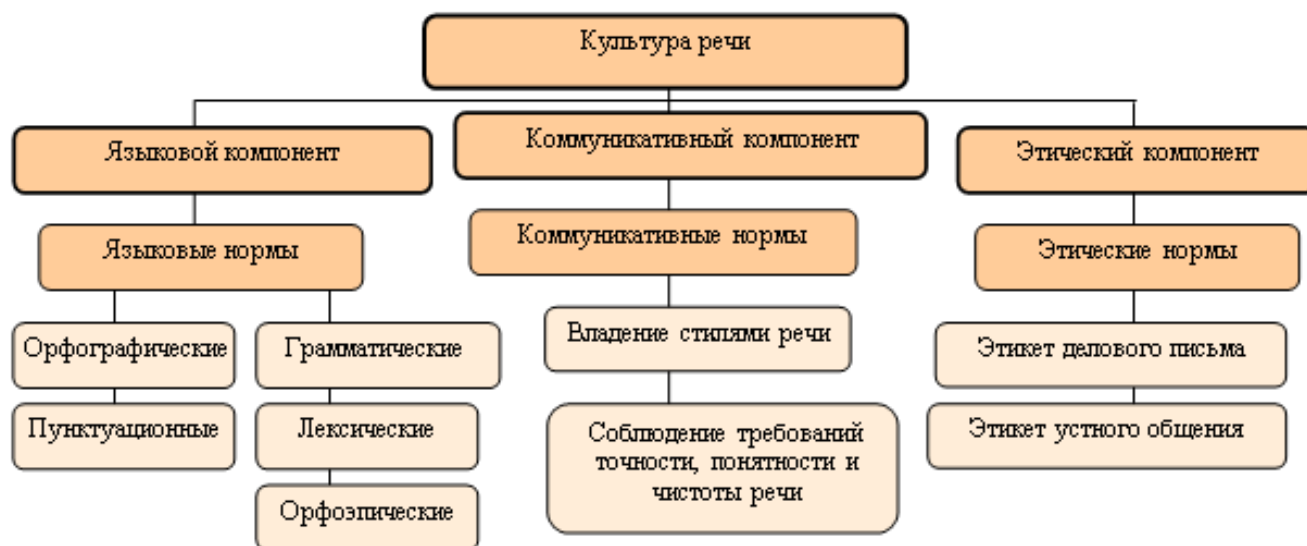 Культура речи
Языковой компонент
Коммуникативный компонент
Этический компонент
Языковые нормы
Коммуникативные нормы
Этические нормы
Орфографические
Грамматические
Владение стилями речи
Этикет делового письма
Пунктуационные
Лексические
Соблюдение требований
точности, понятности и
чистоты речи
Этикет устного общения
Орфоэпические